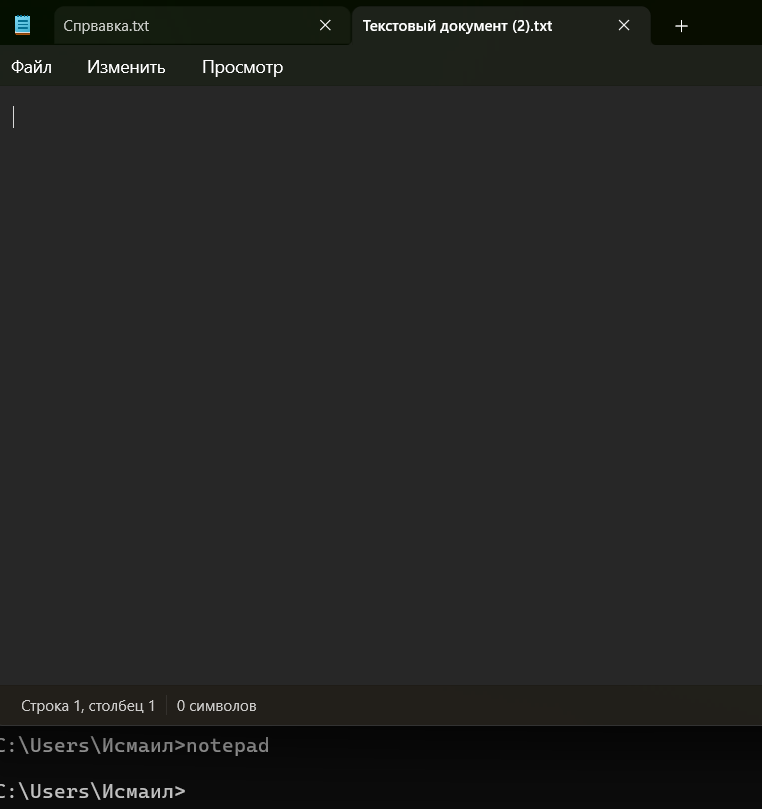 Спрвавка.txt Текстовый документ (2).txt
Файл Изменить Просмотр
Строка 1, столбец 1 0 символов
C:\Users\Исмаил>notepad
C:\Users\Исмаил>